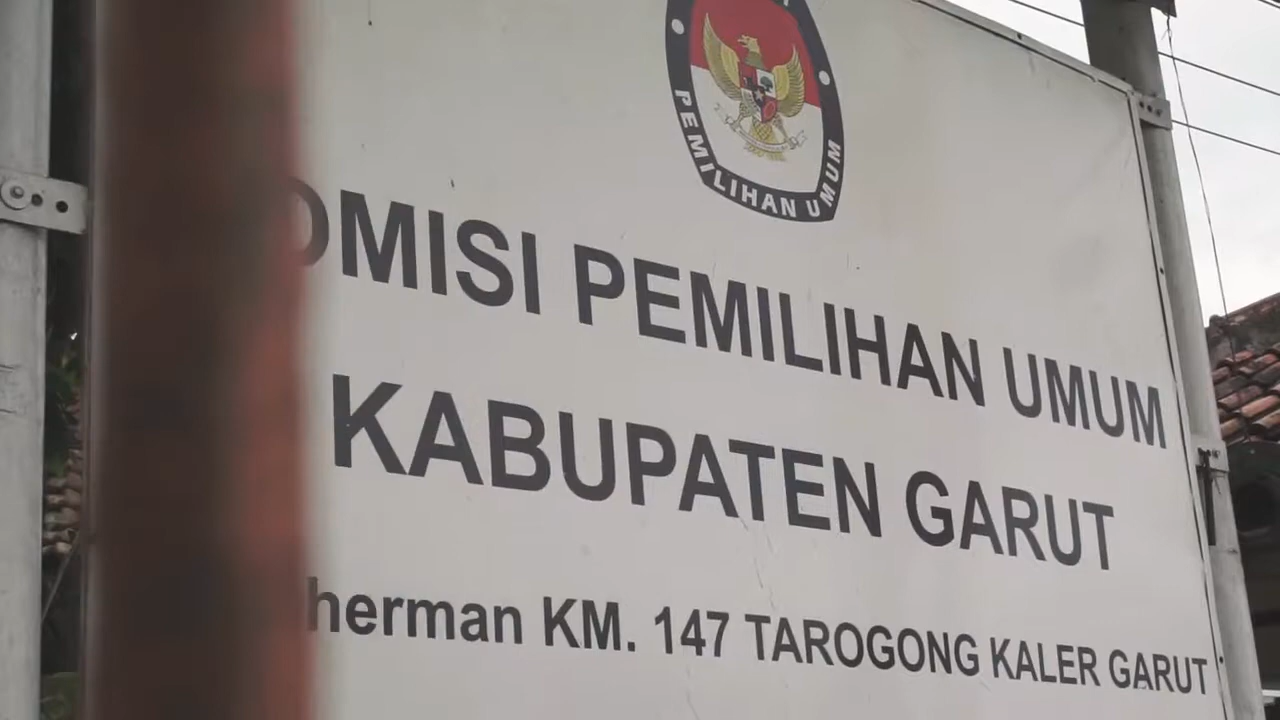 PEMILIHAN UMUM
OMISI PEMILIHAN UMUM
KABUPATEN GARUT
herman KM. 147 TAROGONG KALER GARUT